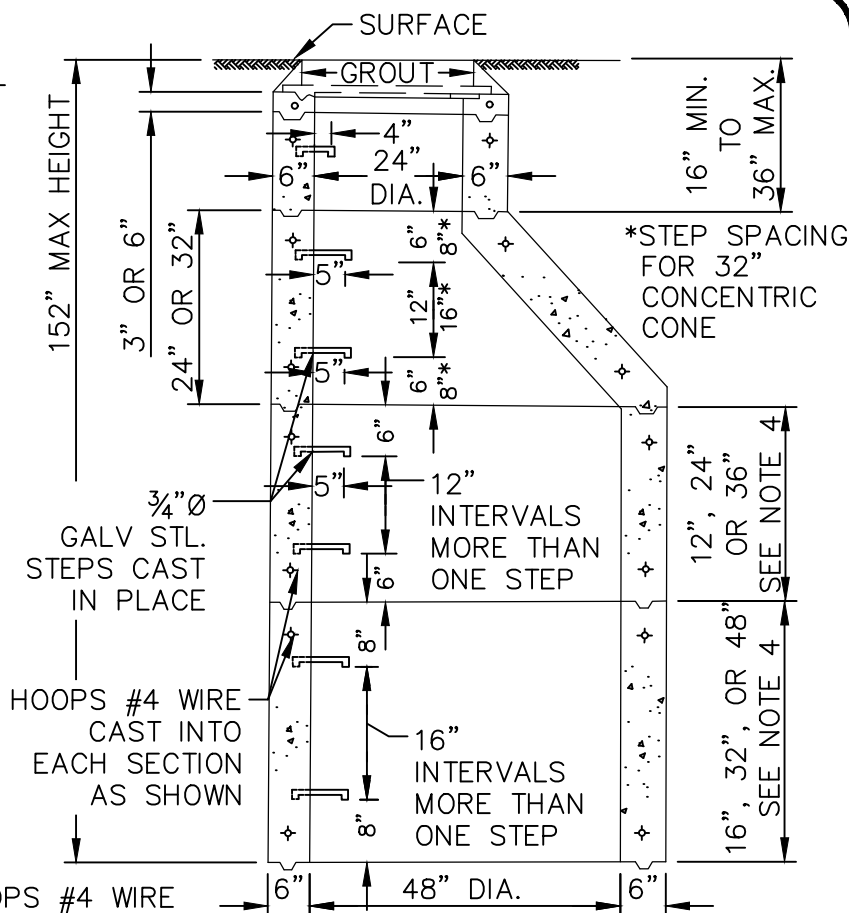 SURFACE
GROUT
152” MAX HEIGHT
3” OR 6”
24” OR 32”
4”
6”
24”
DIA.
6”
16” MIN.
TO
36” MAX.
6”
8”*
*STEP SPACING
FOR 32”
CONCENTRIC
CONE
5”
12”
16”*
5”
6”
8”*
6”
5”
12”
INTERVALS
MORE THAN
ONE STEP
6”
12”, 24”
OR 36”
SEE NOTE 4
¾”Ø
GALV STL.
STEPS CAST
IN PLACE
8”
HOOPS #4 WIRE
CAST INTO
EACH SECTION
AS SHOWN
16”
INTERVALS
MORE THAN
ONE STEP
8”
16”, 32”, OR 48”
SEE NOTE 4
OPS #4 WIRE
6”
48” DIA.
6”